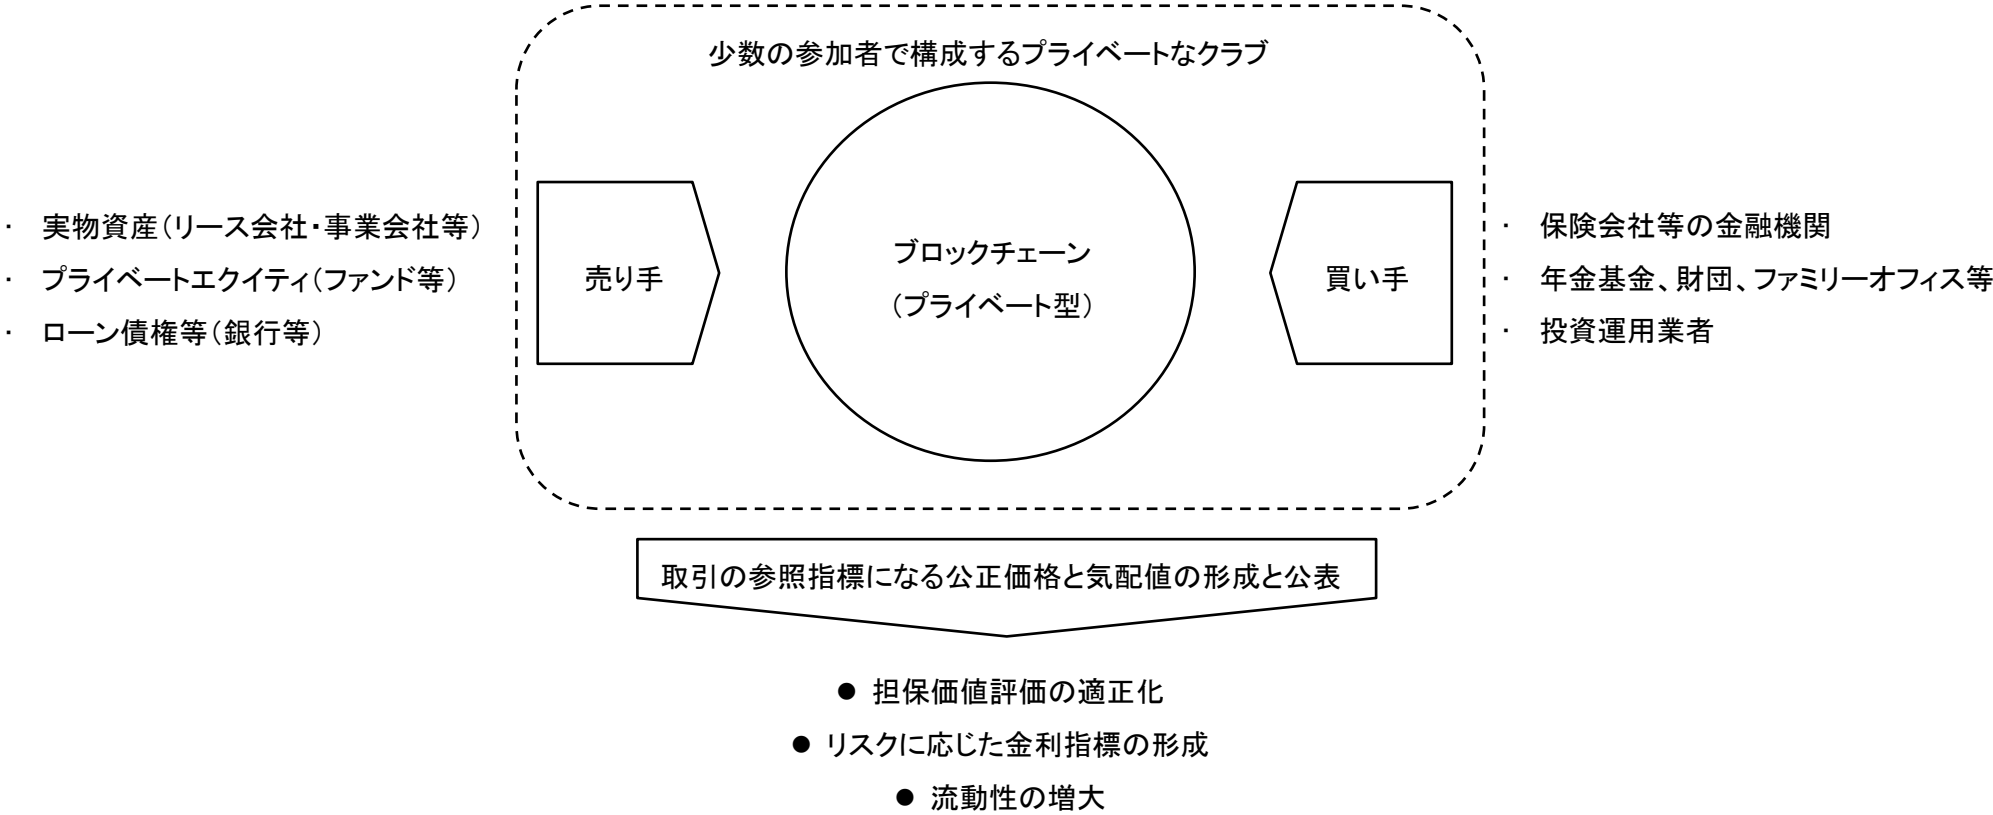 少数の参加者で構成するプライベートなクラブ
· 実物資産(リース会社・事業会社等)
· プライベートエクイティ(ファンド等)
· ローン債権等(銀行等)
売り手
ブロックチェーン
(プライベート型)
買い手
· 保険会社等の金融機関
· 年金基金、財団、ファミリーオフィス等
· 投資運用業者
取引の参照指標になる公正価格と気配値の形成と公表
● 担保価値評価の適正化
● リスクに応じた金利指標の形成
● 流動性の増大